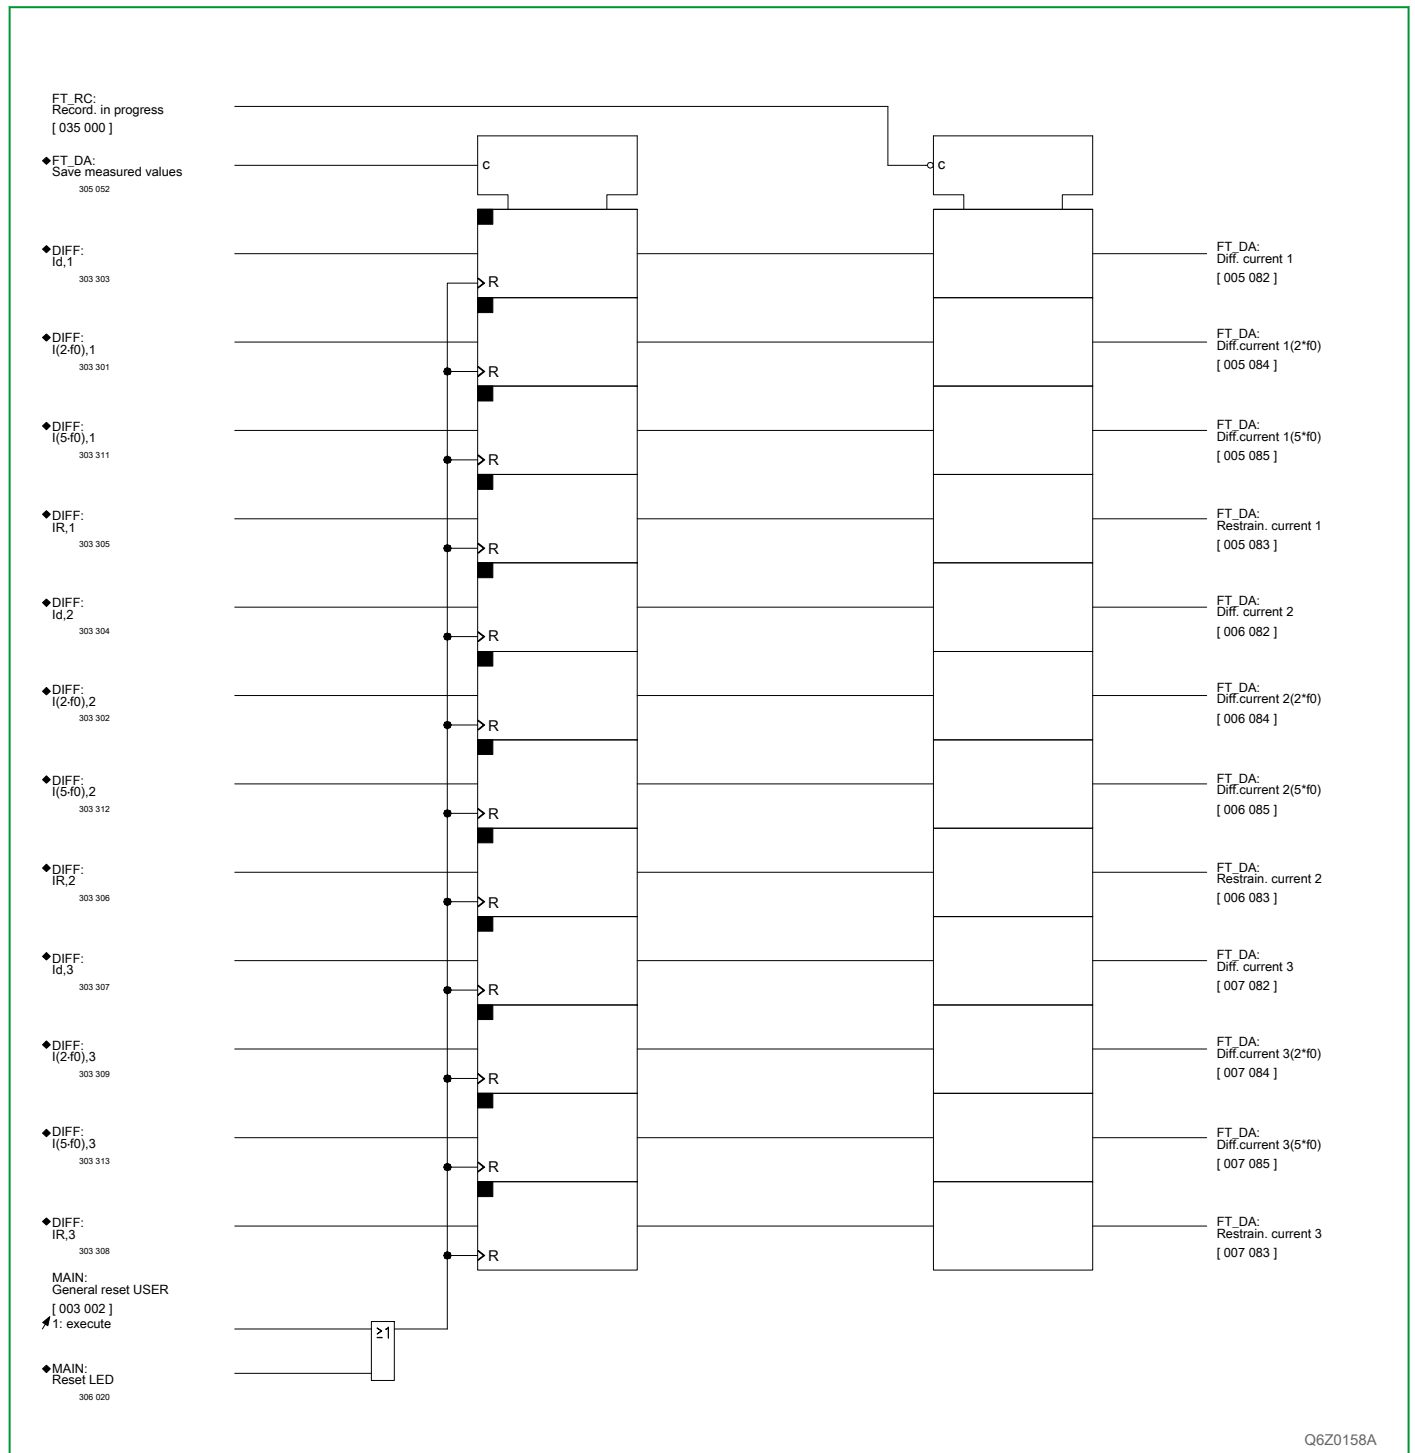 FT_RC:
Record. in progress
[ 035 000 ]
FT_DA:
Save measured values
305 052
c
c
DIFF:
Id,1
303 303
R
FT_DA:
Diff. current 1
[ 005 082 ]
DIFF:
I(2·f0),1
303 301
R
FT_DA:
Diff.current 1(2*f0)
[ 005 084 ]
DIFF:
I(5·f0),1
303 311
R
FT_DA:
Diff.current 1(5*f0)
[ 005 085 ]
DIFF:
IR,1
303 305
R
FT_DA:
Restrain. current 1
[ 005 083 ]
DIFF:
Id,2
303 304
R
FT_DA:
Diff. current 2
[ 006 082 ]
DIFF:
I(2·f0),2
303 302
R
FT_DA:
Diff.current 2(2*f0)
[ 006 084 ]
DIFF:
I(5·f0),2
303 312
R
FT_DA:
Diff.current 2(5*f0)
[ 006 085 ]
DIFF:
IR,2
303 306
R
FT_DA:
Restrain. current 2
[ 006 083 ]
DIFF:
Id,3
303 307
R
FT_DA:
Diff. current 3
[ 007 082 ]
DIFF:
I(2·f0),3
303 309
R
FT_DA:
Diff.current 3(2*f0)
[ 007 084 ]
DIFF:
I(5·f0),3
303 313
R
FT_DA:
Diff.current 3(5*f0)
[ 007 085 ]
DIFF:
IR,3
303 308
R
FT_DA:
Restrain. current 3
[ 007 083 ]
MAIN:
General reset USER
[ 003 002 ]
1: execute
≥1
MAIN:
Reset LED
306 020
Q6Z0158A